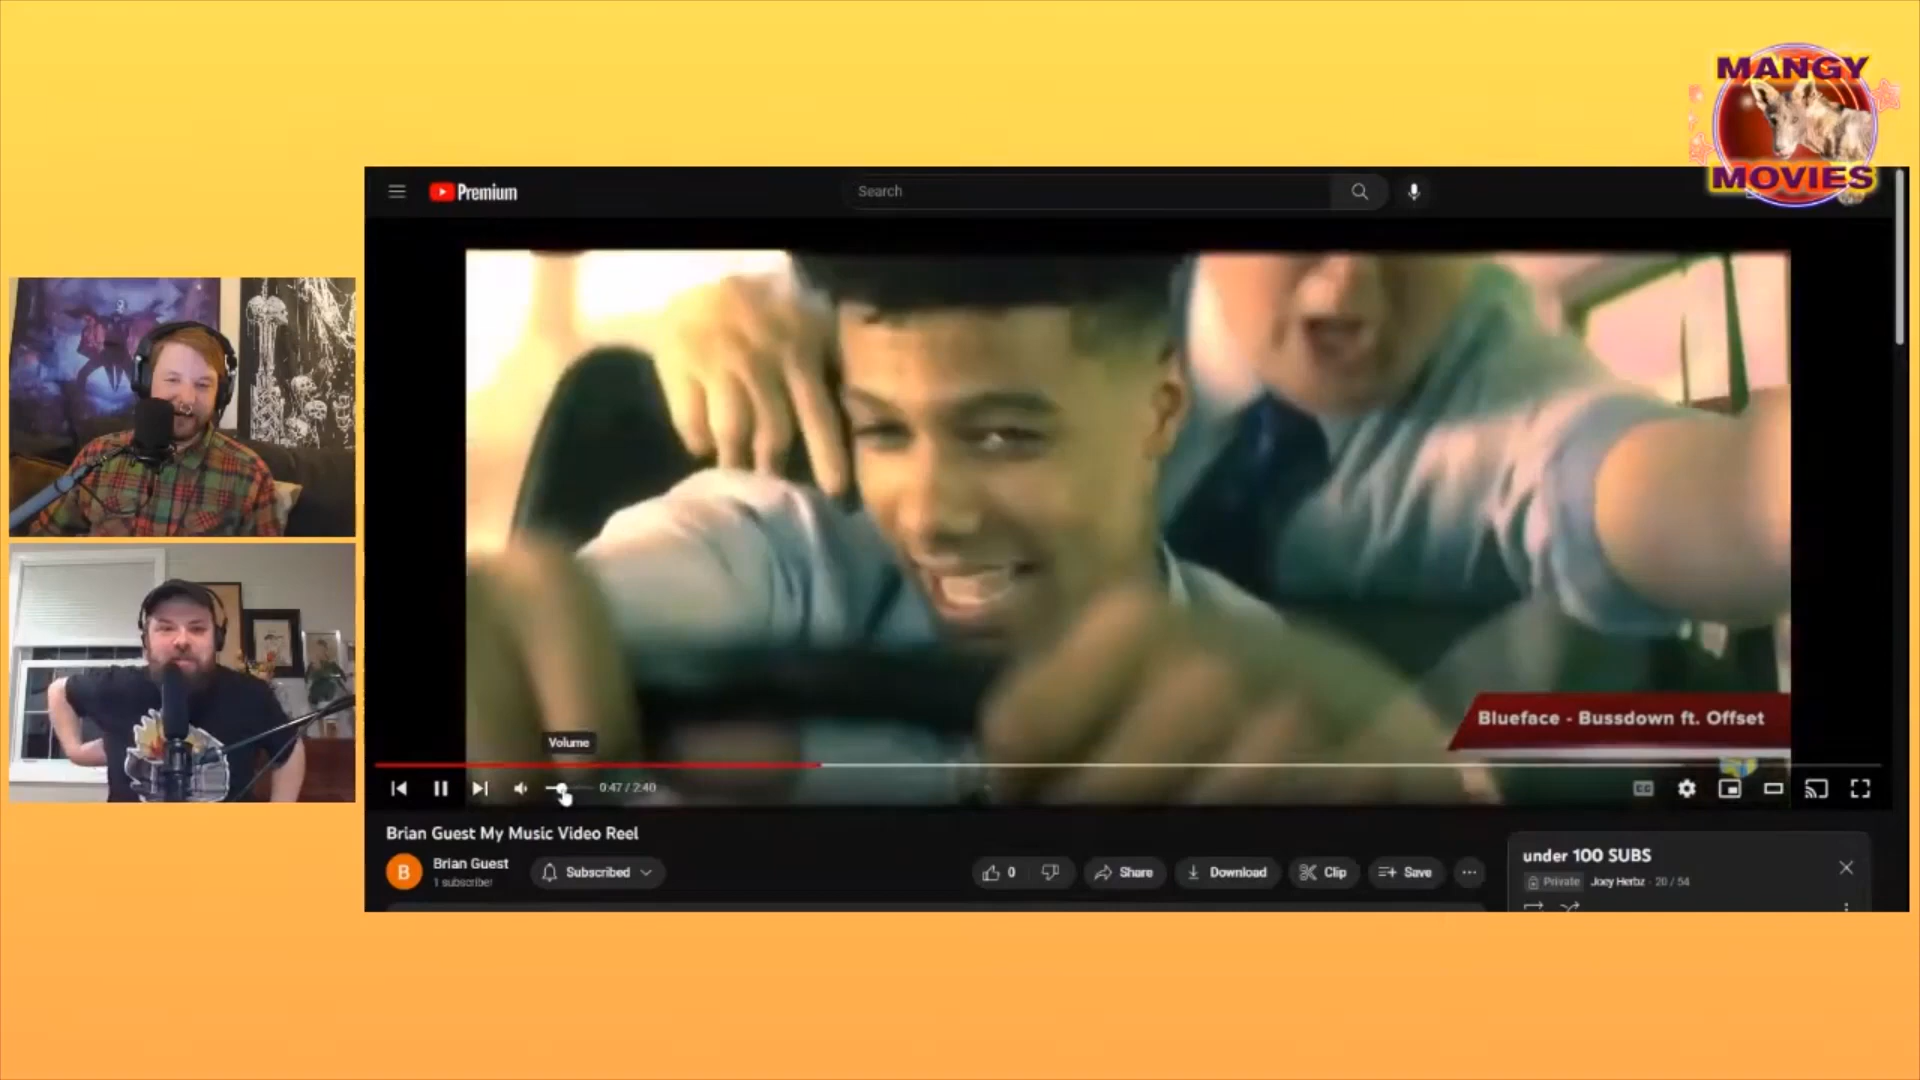 MANGY
MOVIES
Premium
Search
Blueface - Bussdown ft. Offset
Volume
0:47 / 2:40
CC
Brian Guest My Music Video Reel
B
Brian Guest
1 subscriber
Subscribed
0
Share
Download
Clip
Save
under 100 SUBS
Private Joey Herbz - 20 / 54